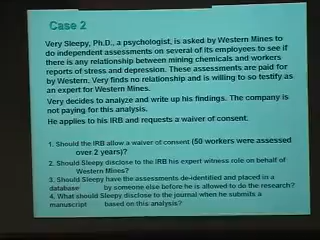 Case 2
Very Sleepy, Ph.D., a psychologist, is asked by Western Mines to
do independent assessments on several of its employees to see if
there is any relationship between mining chemicals and workers
reports of stress and depression. These assessments are paid for
by Western. Very finds no relationship and is willing to so testify as
an expert for Western Mines.
Very decides to analyze and write up his findings. The company is
not paying for this analysis.
He applies to his IRB and requests a waiver of consent.
1. Should the IRB allow a waiver of consent (50 workers were assessed
over 2 years)?
2. Should Sleepy disclose to the IRB his expert witness role on behalf of
Western Mines?
3. Should Sleepy have the assessments de-identified and placed in a
database by someone else before he is allowed to do the research?
4. What should Sleepy disclose to the journal when he submits a
manuscript based on this analysis?